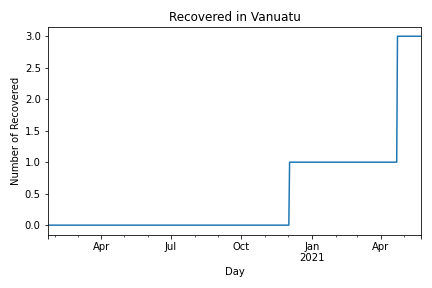 Recovered in Vanuatu
Number of Recovered
3.0
2.5
2.0
1.5
1.0
0.5
0.0
Apr Jul Oct Jan Apr
2021
Day